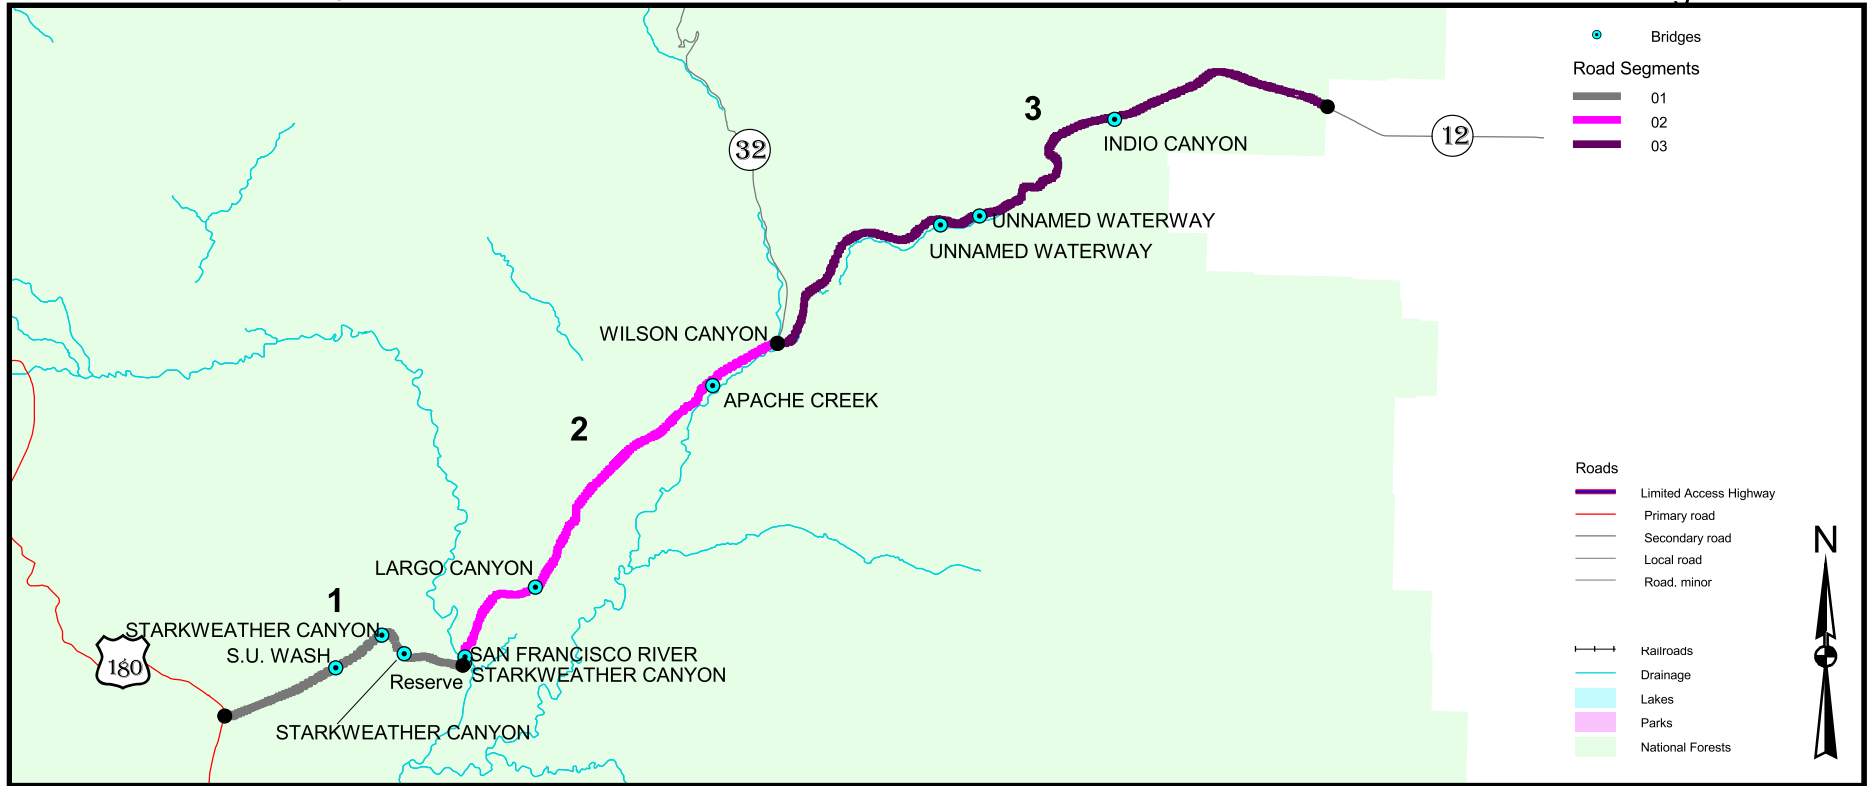 Bridges
Road Segments
01
02
03
3
INDIO CANYON
12
32
UNNAMED WATERWAY
UNNAMED WATERWAY
WILSON CANYON
APACHE CREEK
2
LARGO CANYON
1
STARKWEATHER CANYON
S.U. WASH
SAN FRANCISCO RIVER
STARKWEATHER CANYON
Reserve
180
STARKWEATHER CANYON
Roads
Limited Access Highway
Primary road
Secondary road
Local road
Road, minor
N
Railroads
Drainage
Lakes
Parks
National Forests